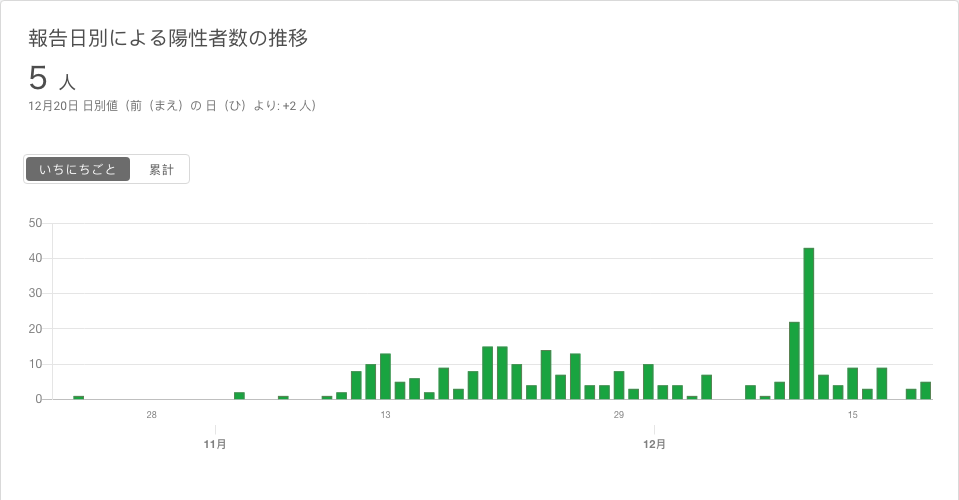 報告日別による陽性者数の推移
5 人
12月20日 日別値（前（まえ）の 日（ひ）より: +2 人）
いちにちごと 累計
50
40
30
20
10
0
28 13 29 15
11月 12月